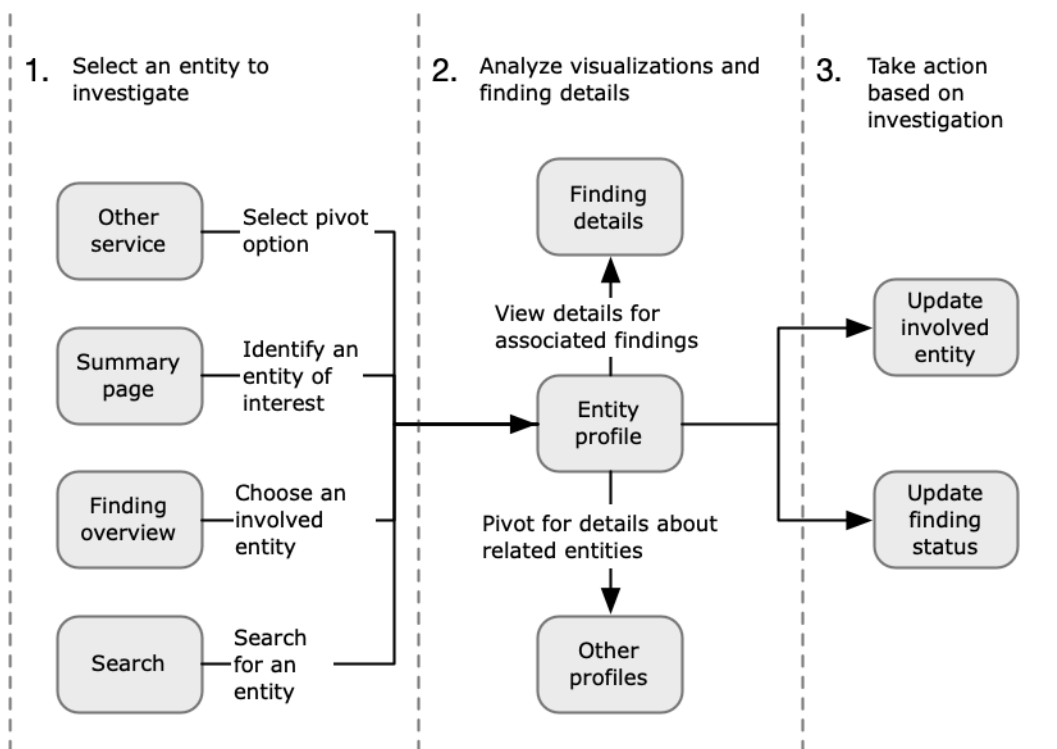 1. Select an entity to
investigate
2. Analyze visualizations and
finding details
3. Take action
based on
investigation
Other
service
Select pivot
option
Summary
page
Identify an
entity of
interest
Finding
overview
Choose an
involved
entity
Search
Search
for an
entity
Finding
details
View details for
associated findings
Entity
profile
Pivot for details about
related entities
Other
profiles
Update
involved
entity
Update
finding
status